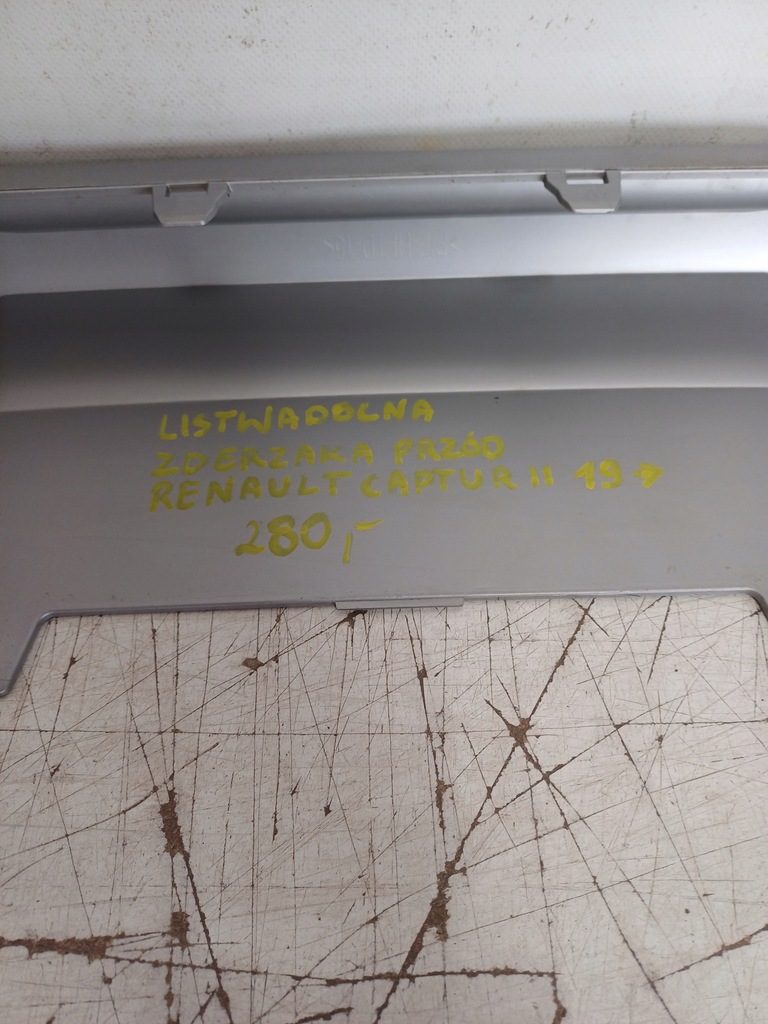 LISTWA DOLNA
ZDERZAKA PRZÓD
RENAULT CAPTUR II 19→
280,-